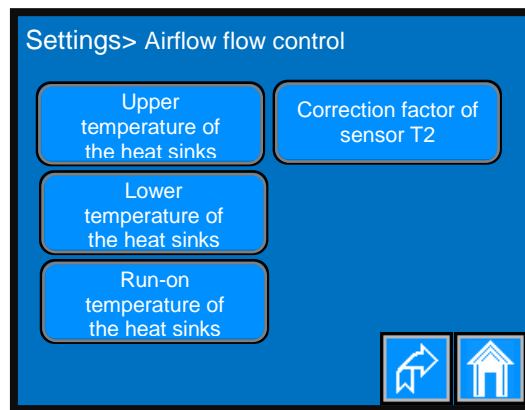 Settings> Airflow flow control
Upper
temperature of
the heat sinks
Correction factor of
sensor T2
Lower
temperature of
the heat sinks
Run-on
temperature of
the heat sinks